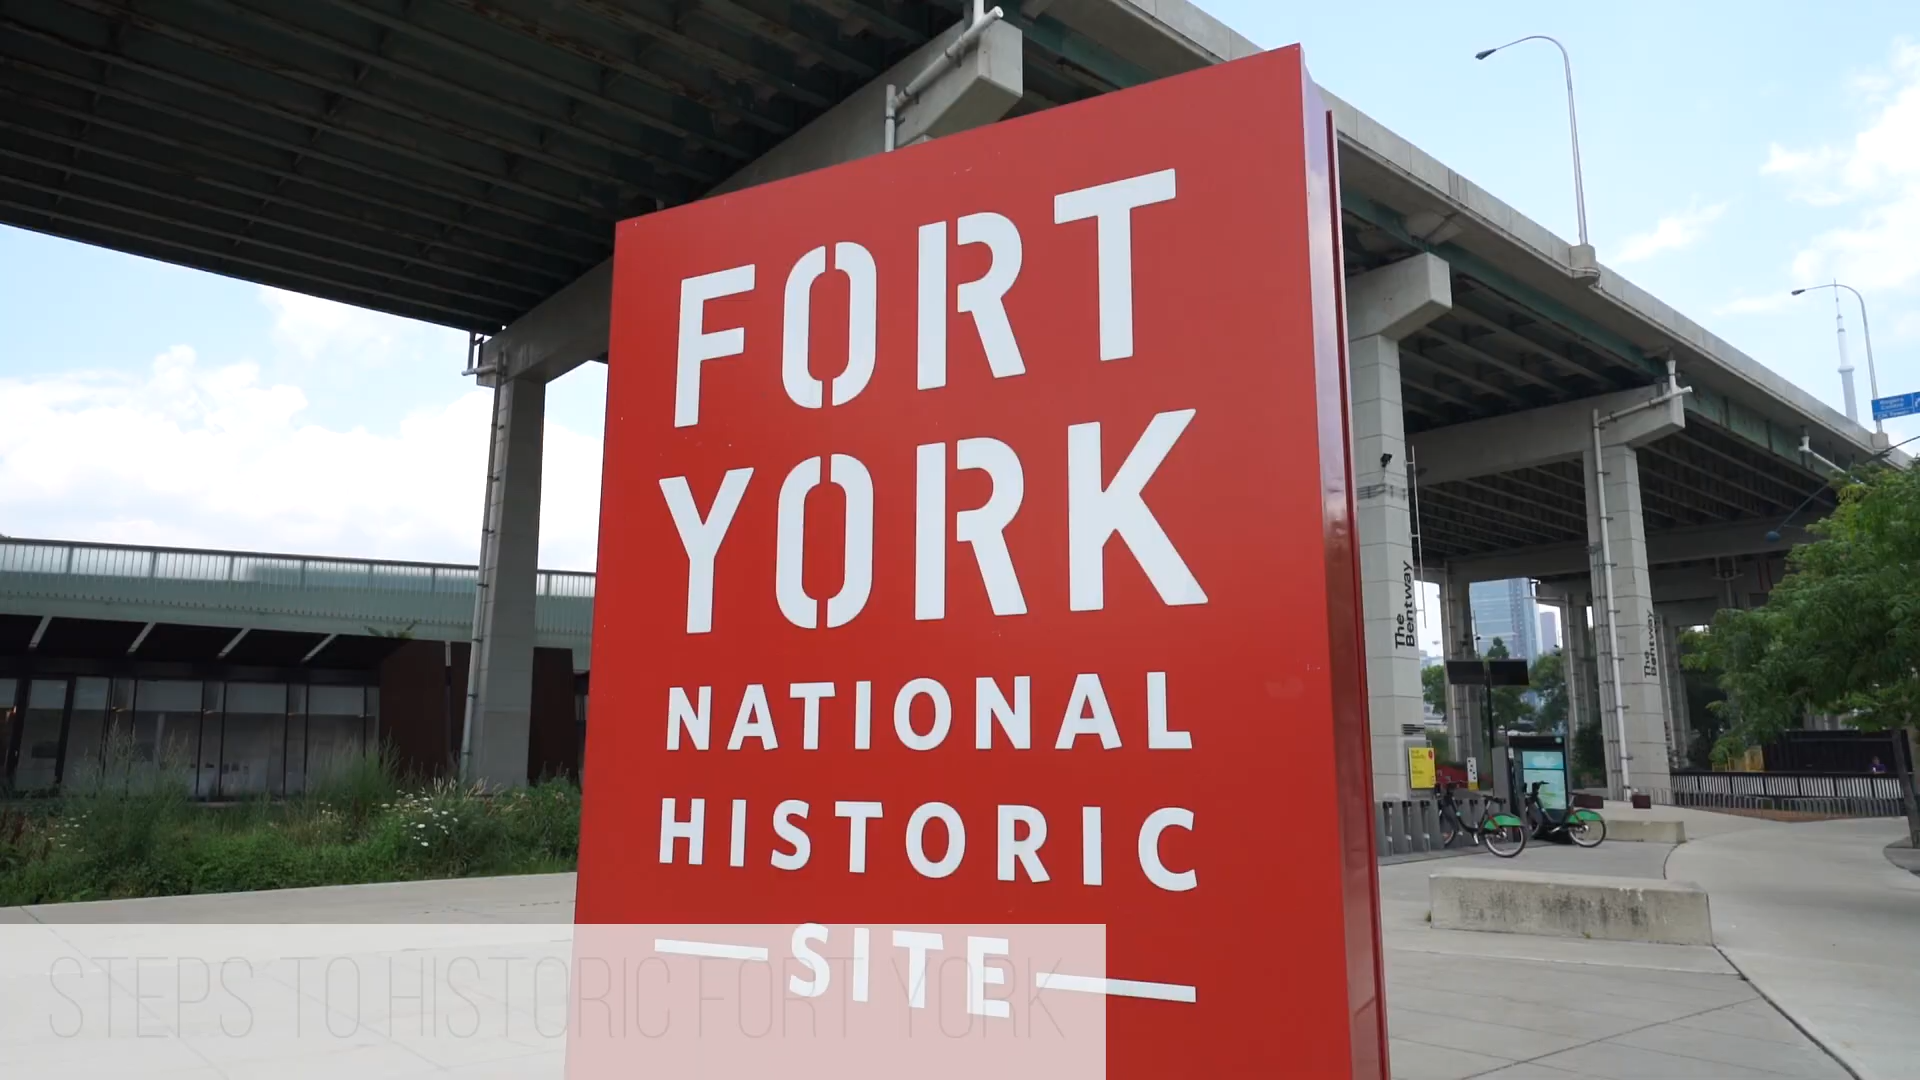 FORT
YORK
NATIONAL
HISTORIC
SITE
The
Bentway
The
Bentway
STEPS TO HISTORIC FORT YORK